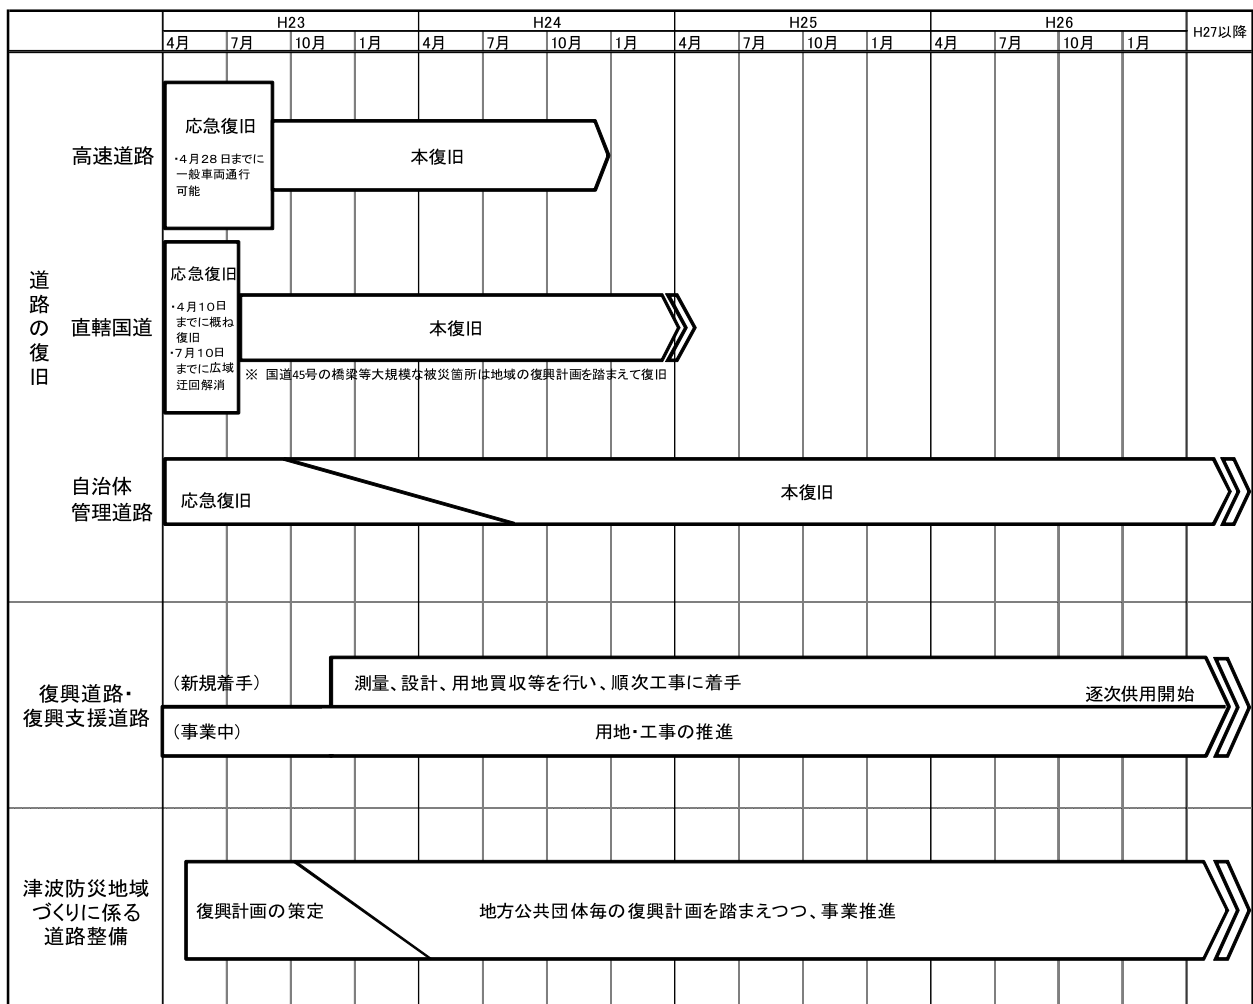 H23 H24 H25 H26 H27以降
4月 7月 10月 1月 4月 7月 10月 1月 4月 7月 10月 1月 4月 7月 10月 1月
道路の復旧
高速道路
応急復旧
・4月28日までに
一般車両通行
可能
本復旧
直轄国道
応急復旧
・4月10日
までに概ね
復旧
・7月10日
までに広域
迂回解消
本復旧
※ 国道45号の橋梁等大規模な被災箇所は地域の復興計画を踏まえて復旧
自治体
管理道路
応急復旧
本復旧
復興道路・
復興支援道路
(新規着手)
測量、設計、用地買収等を行い、順次工事に着手
逐次供用開始
(事業中)
用地・工事の推進
津波防災地域
づくりに係る
道路整備
復興計画の策定
地方公共団体毎の復興計画を踏まえつつ、事業推進